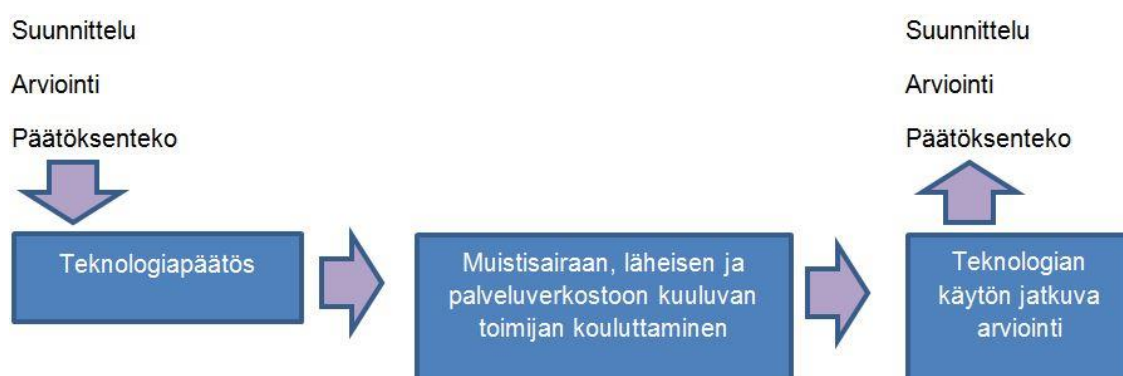 Suunnittelu
Arviointi
Päätöksenteko
Teknologiapäätös
Muistisairaan, läheisen ja
palveluverkostoon kuuluvan
toimijan kouluttaminen
Suunnittelu
Arviointi
Päätöksenteko
Teknologian
käytön jatkuva
arviointi